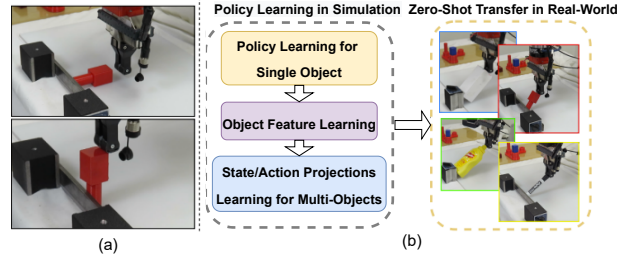 Policy Learning in Simulation
Zero-Shot Transfer in Real-World
Policy Learning for
Single Object
Object Feature Learning
State/Action Projections
Learning for Multi-Objects
(a)
(b)